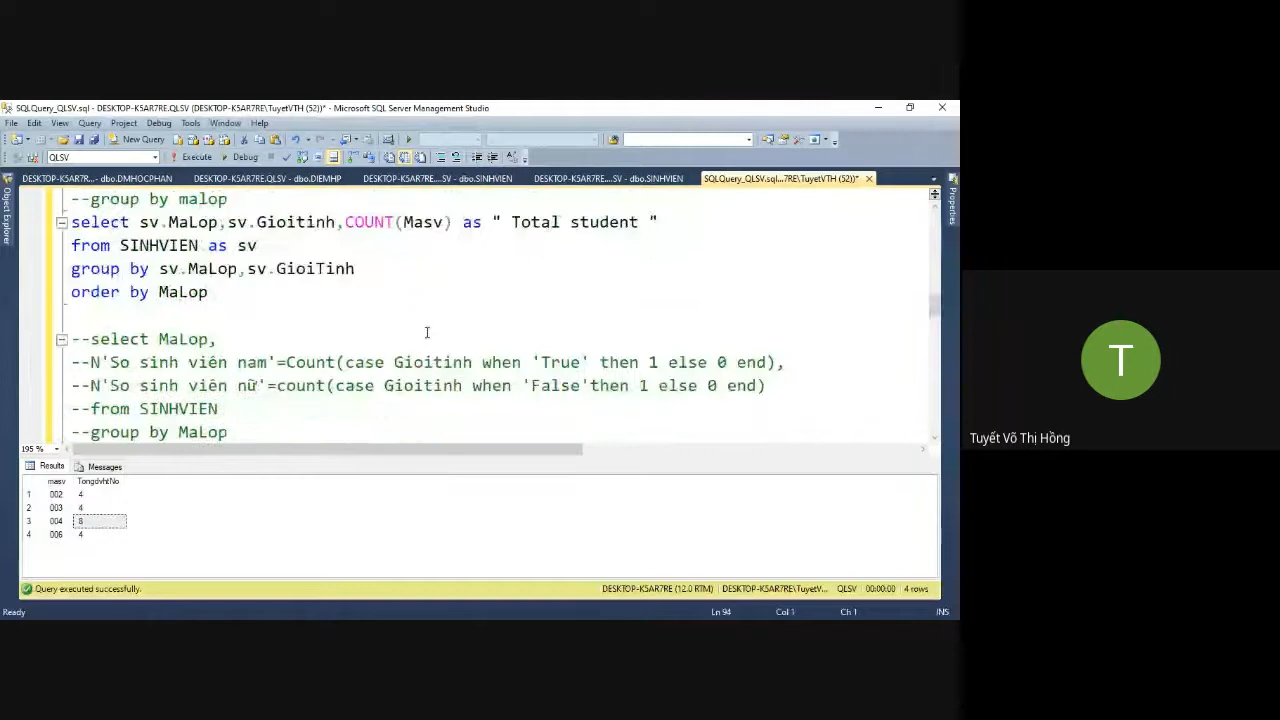 SQLQuery_QLSV.sql - DESKTOP-K5AR7RE.QLSV (DESKTOP-K5AR7RE\TuyetVTH (52))* - Microsoft SQL Server Management Studio
File Edit View Query Project Debug Tools Window Help
New Query
QLSV Execute Debug
DESKTOP-K5AR7R... - dbo.DMHOCPHAN DESKTOP-K5AR7RE.QLSV - dbo.DIEMHP DESKTOP-K5AR7RE....SV - dbo.SINHVIEN DESKTOP-K5AR7RE....SV - dbo.SINHVIEN SQLQuery_QLSV.sql...7RE\TuyetVTH (52))*
Object Explorer
Properties
--group by malop
select sv.MaLop,sv.Gioitinh,COUNT(Masv) as " Total student "
from SINHVIEN as sv
group by sv.MaLop,sv.GioiTinh
order by MaLop
--select MaLop,
--N'So sinh viên nam'=Count(case Gioitinh when 'True' then 1 else 0 end),
--N'So sinh viên nữ'=count(case Gioitinh when 'False'then 1 else 0 end)
--from SINHVIEN
--group by MaLop
195 %
Results Messages
masv TongdvhtNo
1 002 4
2 003 4
3 004 8
4 006 4
Query executed successfully. DESKTOP-K5AR7RE (12.0 RTM) DESKTOP-K5AR7RE\TuyetV... QLSV 00:00:00 4 rows
Ready Ln 94 Col 1 Ch 1 INS
T
Tuyết Võ Thị Hồng